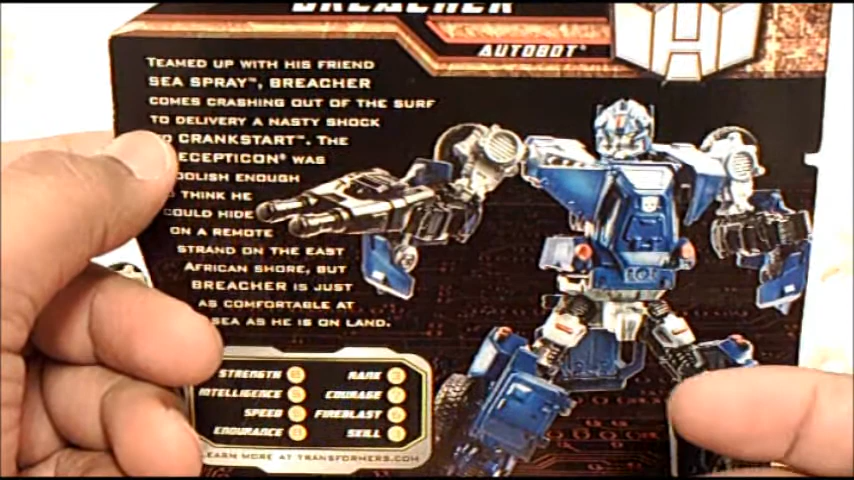 BREACHER
AUTOBOT®
TEAMED UP WITH HIS FRIEND
SEA SPRAY™, BREACHER
COMES CRASHING OUT OF THE SURF
TO DELIVERY A NASTY SHOCK
CRANKSTART™. THE
ECEPTICON® WAS
OOLISH ENOUGH
THINK HE
COULD HIDE
ON A REMOTE
STRAND ON THE EAST
AFRICAN SHORE, BUT
BREACHER IS JUST
AS COMFORTABLE AT
SEA AS HE IS ON LAND.
STRENGTH RANK
INTELLIGENCE COURAGE
SPEED FIREBLAST
ENDURANCE SKILL
LEARN MORE AT TRANSFORMERS.COM